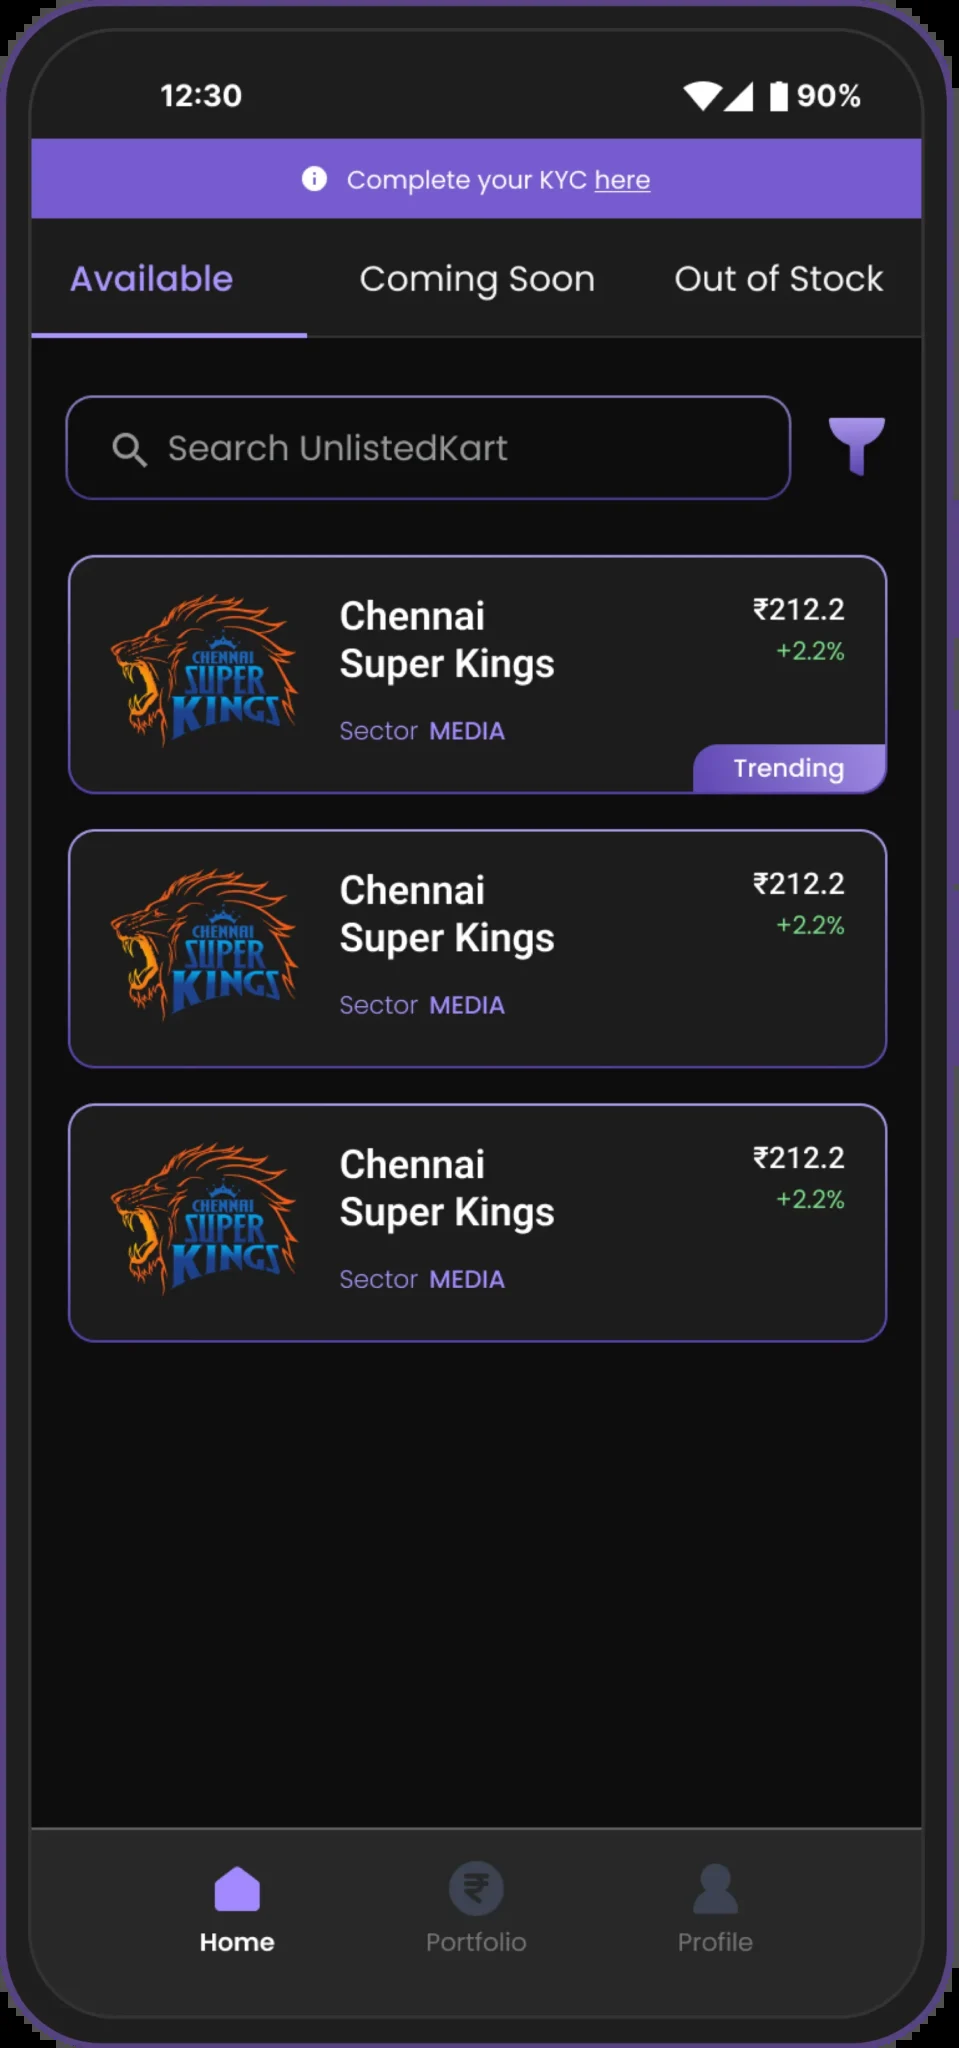 12:30
90%
Complete your KYC here
Available Coming Soon Out of Stock
Search UnlistedKart
CHENNAI
SUPER
KINGS
Chennai
Super Kings
Sector MEDIA
₹212.2
+2.2%
Trending
CHENNAI
SUPER
KINGS
Chennai
Super Kings
Sector MEDIA
₹212.2
+2.2%
CHENNAI
SUPER
KINGS
Chennai
Super Kings
Sector MEDIA
₹212.2
+2.2%
₹
Home Portfolio Profile